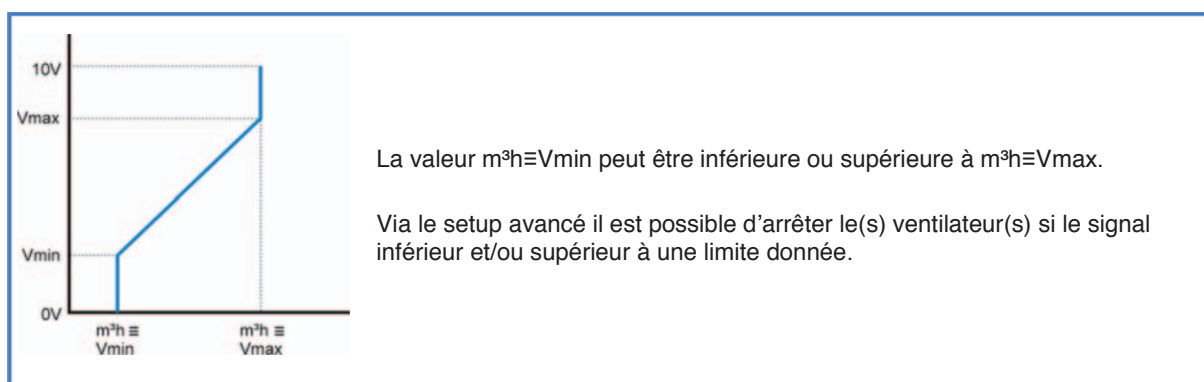 10V
Vmax
Vmin
0V
m³h ≡
Vmin
m³h ≡
Vmax
La valeur m³h≡Vmin peut être inférieure ou supérieure à m³h≡Vmax.
Via le setup avancé il est possible d'arrêter le(s) ventilateur(s) si le signal
inférieur et/ou supérieur à une limite donnée.